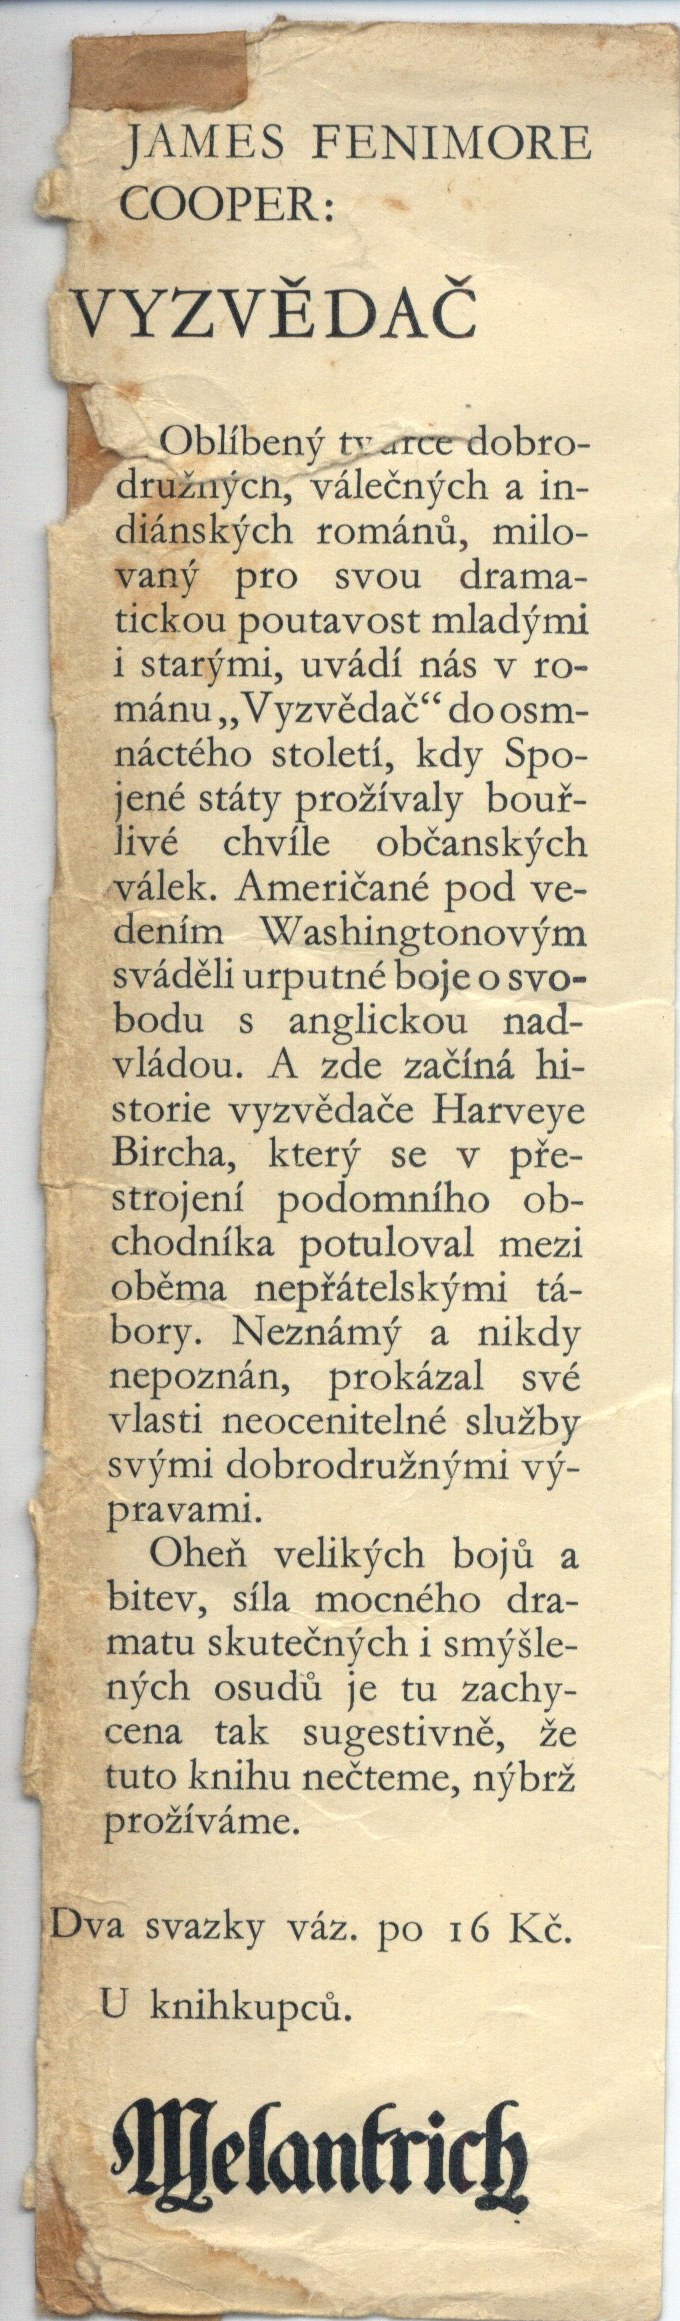 JAMES FENIMORE
COOPER:
VYZVĚDAČ
Oblíbený tvůrce dobro-
družných, válečných a in-
diánských románů, milo-
vaný pro svou drama-
tickou poutavost mladými
i starými, uvádí nás v ro-
mánu „Vyzvědač“ do osm-
náctého století, kdy Spo-
jené státy prožívaly bouř-
livé chvíle občanských
válek. Američané pod ve-
dením Washingtonovým
sváděli urputné boje o svo-
bodu s anglickou nad-
vládou. A zde začíná hi-
storie vyzvědače Harveye
Bircha, který se v pře-
strojení podomního ob-
chodníka potuloval mezi
oběma nepřátelskými tá-
bory. Neznámý a nikdy
nepoznán, prokázal své
vlasti neocenitelné služby
svými dobrodružnými vý-
pravami.
Oheň velikých bojů a
bitev, síla mocného dra-
matu skutečných i smýšle-
ných osudů je tu zachy-
cena tak sugestivně, že
tuto knihu nečteme, nýbrž
prožíváme.
Dva svazky váz. po 16 Kč.
U knihkupců.
Melantrich